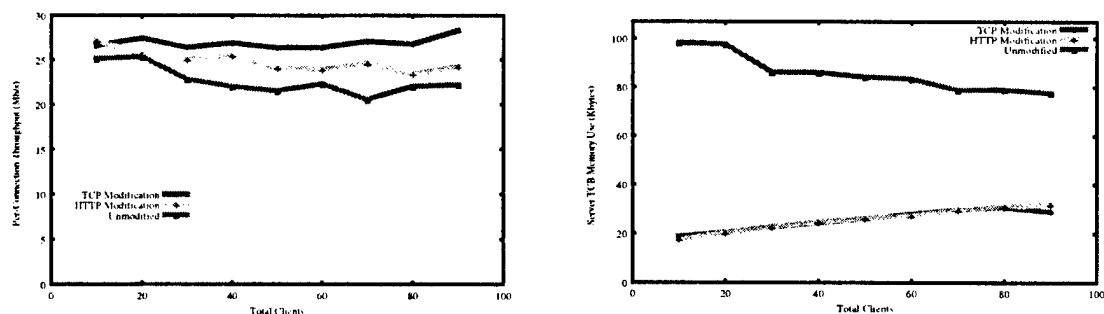 30
25
20
15
10
5
0
0 20 40 60 80 100
Per-Connection Throughput (Mb/s)
Total Clients
TCP Modification
HTTP Modification
Unmodified
100
80
60
40
20
0
0 20 40 60 80 100
Server TCB Memory Use (Kbytes)
Total Clients
TCP Modification
HTTP Modification
Unmodified